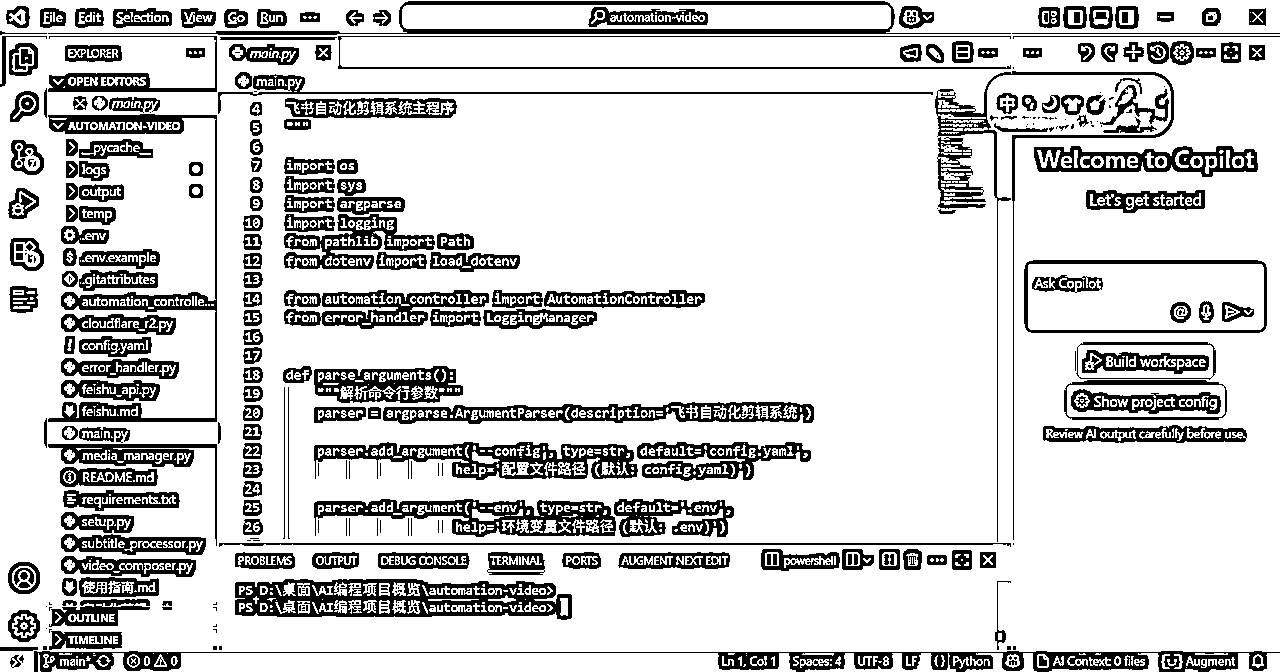 File Edit Selection View Go Run
automation-video
EXPLORER
OPEN EDITORS
main.py
AUTOMATION-VIDEO
__pycache__
logs
output
temp
.env
.env.example
.gitattributes
automation_controlle...
cloudflare_r2.py
config.yaml
error_handler.py
feishu_api.py
feishu.md
main.py
media_manager.py
README.md
requirements.txt
setup.py
subtitle_processor.py
video_composer.py
使用指南.md
OUTLINE
TIMELINE
main.py
main.py
4 飞书自动化剪辑系统主程序
5 """
6
7 import os
8 import sys
9 import argparse
10 import logging
11 from pathlib import Path
12 from dotenv import load_dotenv
13
14 from automation_controller import AutomationController
15 from error_handler import LoggingManager
16
17
18 def parse_arguments():
19 """解析命令行参数"""
20 parser = argparse.ArgumentParser(description='飞书自动化剪辑系统')
21
22 parser.add_argument('--config', type=str, default='config.yaml',
23 help='配置文件路径 (默认: config.yaml)')
24
25 parser.add_argument('--env', type=str, default='.env',
26 help='环境变量文件路径 (默认: .env)')
PROBLEMS OUTPUT DEBUG CONSOLE TERMINAL PORTS AUGMENT NEXT EDIT powershell
PS D:\桌面\AI编程项目概览\automation-video>
PS D:\桌面\AI编程项目概览\automation-video>
中
Welcome to Copilot
Let's get started
Ask Copilot
Build workspace
Show project config
Review AI output carefully before use.
main* 0 0 Ln 1, Col 1 Spaces: 4 UTF-8 LF Python AI Context: 0 files Augment